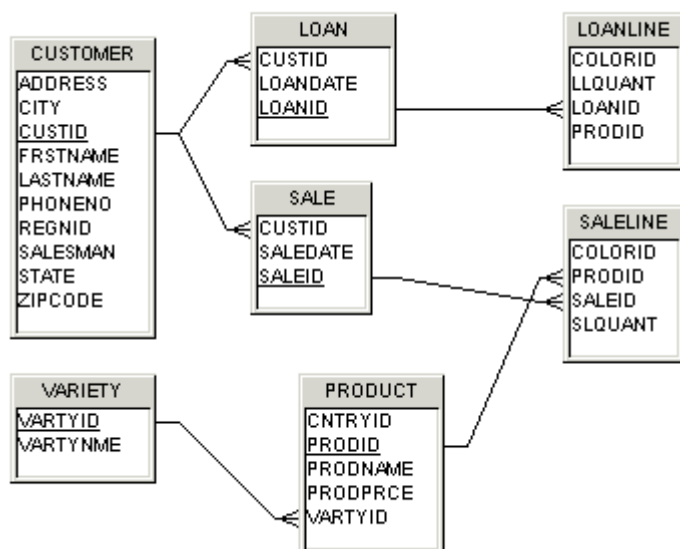 CUSTOMER
ADDRESS
CITY
CUSTID
FRSTNAME
LASTNAME
PHONENO
REGNID
SALESMAN
STATE
ZIPCODE
LOAN
CUSTID
LOANDATE
LOANID
LOANLINE
COLORID
LLQUANT
LOANID
PRODID
SALE
CUSTID
SALEDATE
SALEID
SALELINE
COLORID
PRODID
SALEID
SLQUANT
VARIETY
VARTYID
VARTYNME
PRODUCT
CNTRYID
PRODID
PRODNAME
PRODPRCE
VARTYID